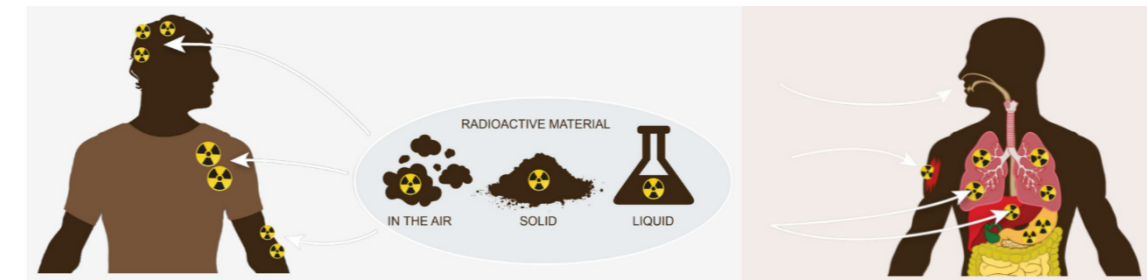 RADIOACTIVE MATERIAL
IN THE AIR
SOLID
LIQUID